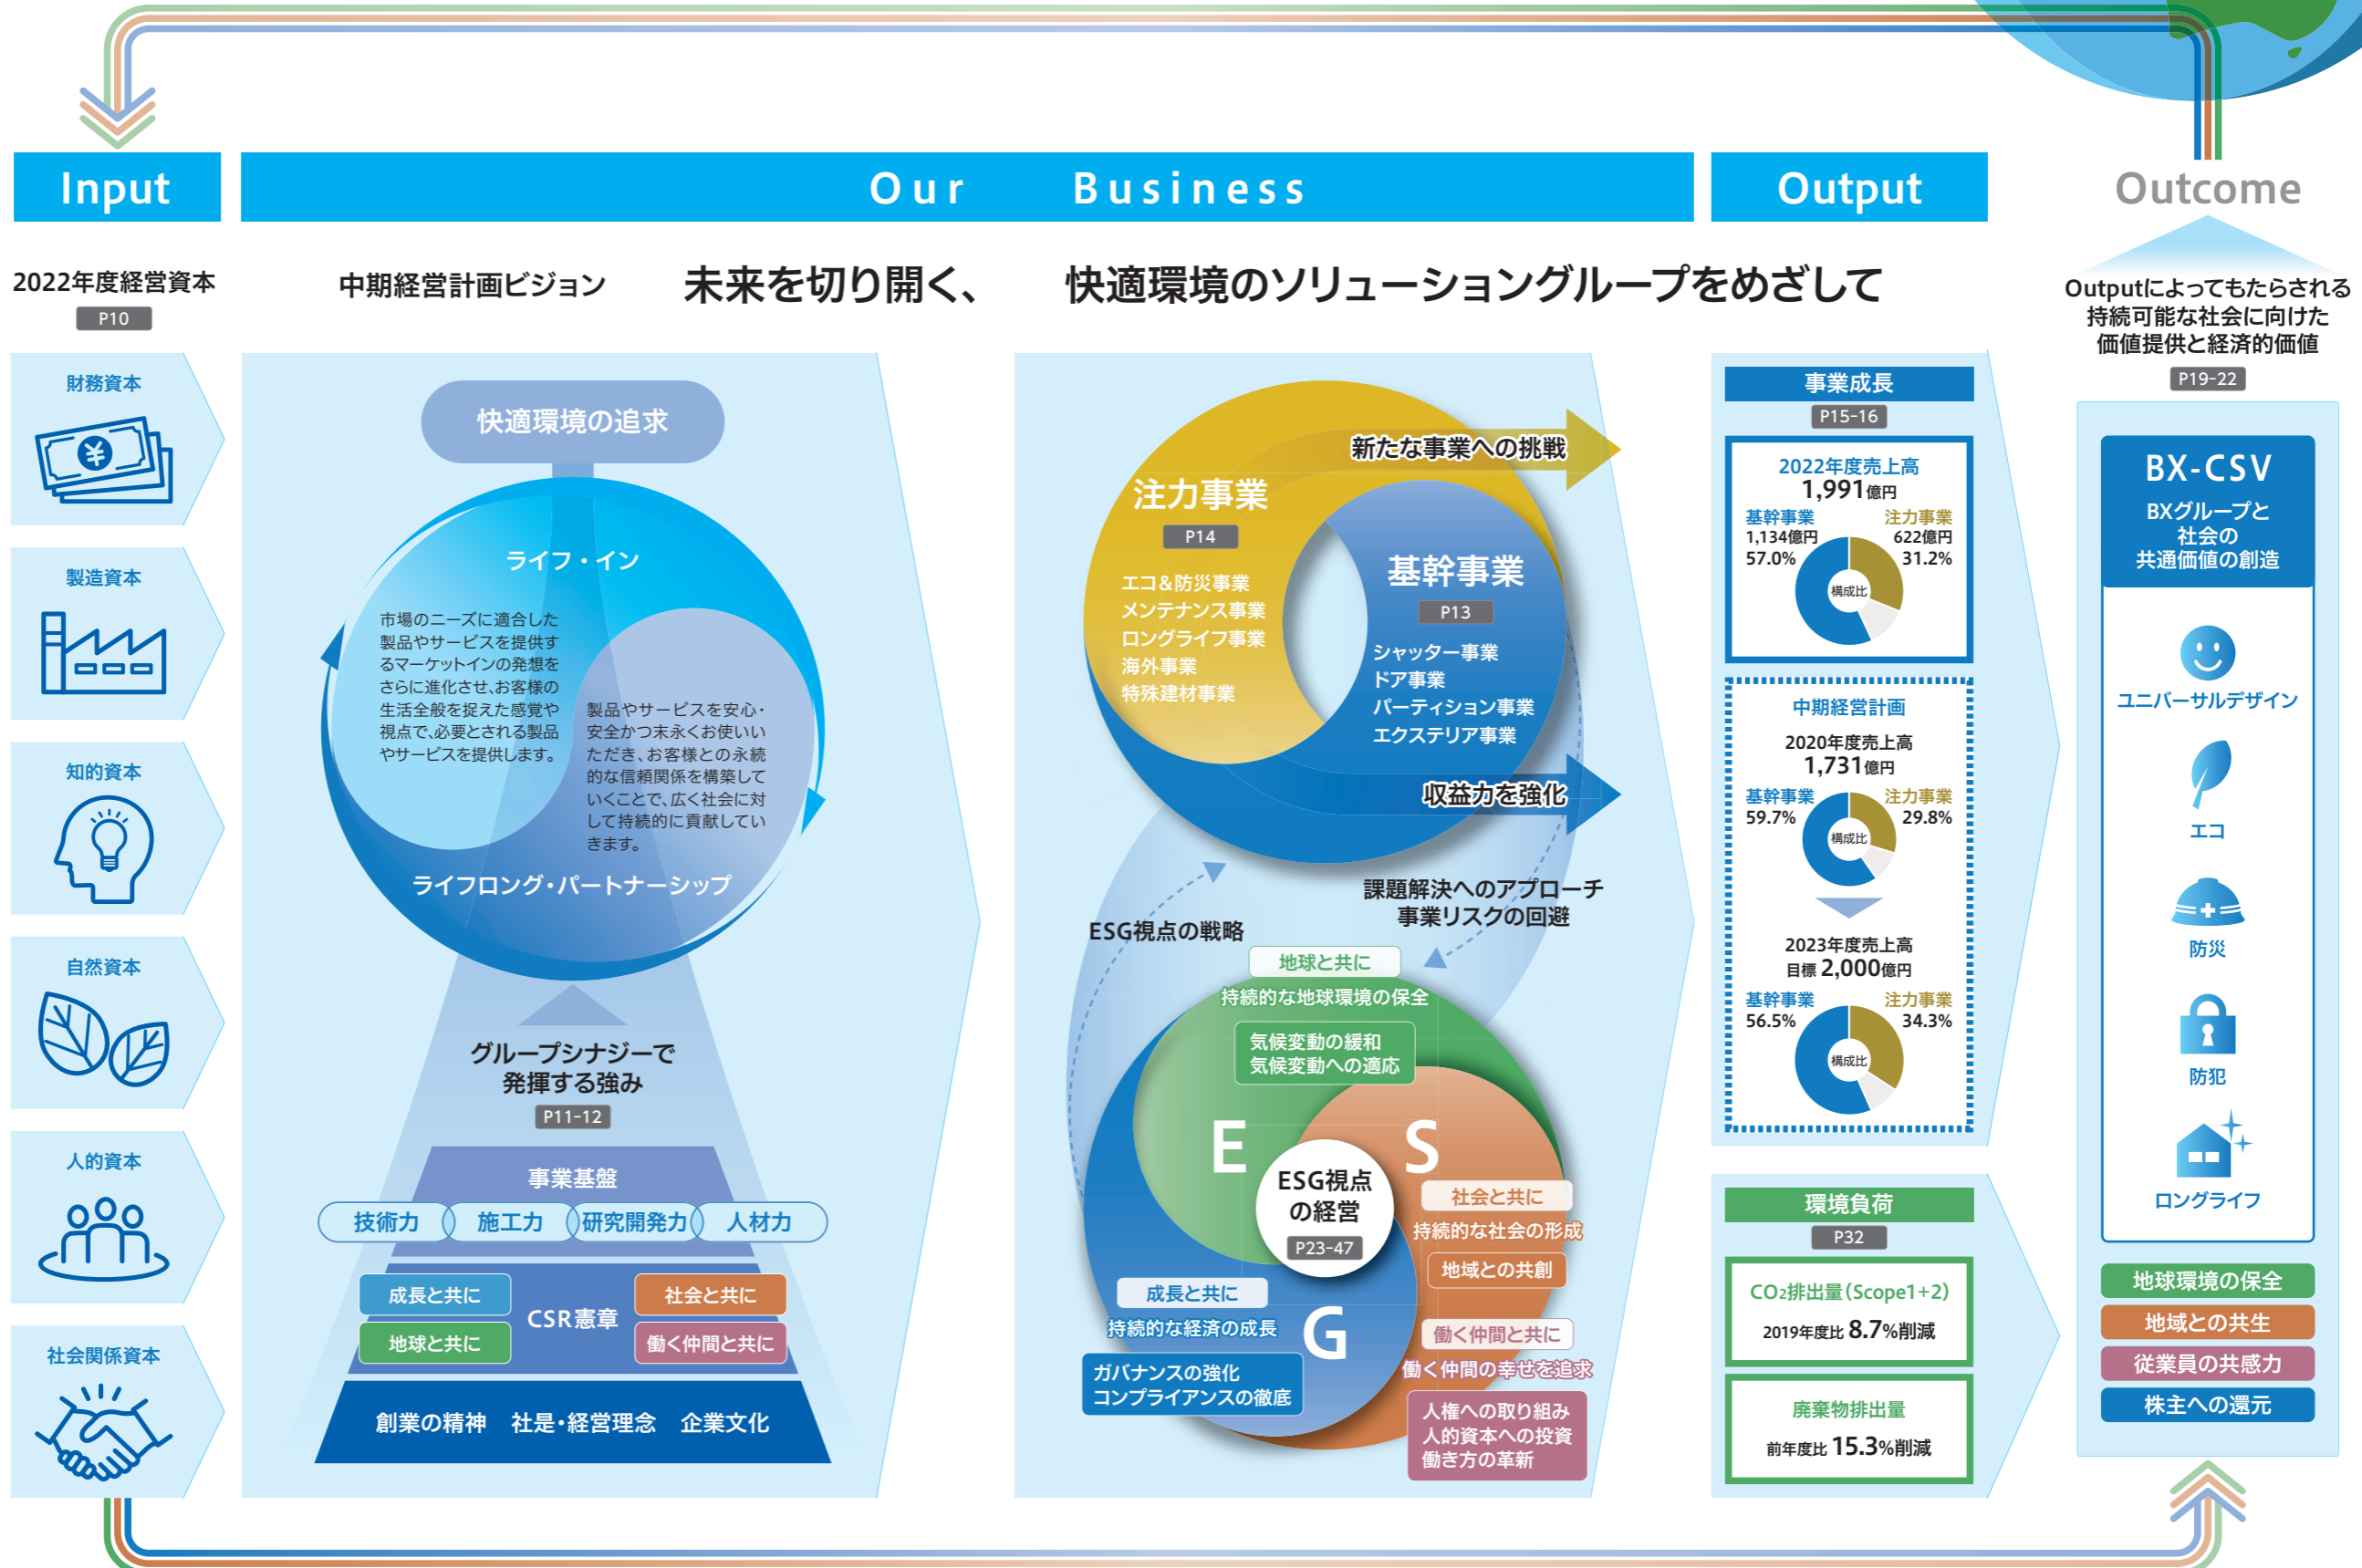 Input
Our Business
Output
Outcome
2022年度経営資本
P10
中期経営計画ビジョン
未来を切り開く、 快適環境のソリューショングループをめざして
Outputによってもたらされる
持続可能な社会に向けた
価値提供と経済的価値
P19-22
財務資本
製造資本
知的資本
自然資本
人的資本
社会関係資本
快適環境の追求
ライフ・イン
市場のニーズに適合した
製品やサービスを提供す
るマーケットインの発想を
さらに進化させ、お客様の
生活全般を捉えた感覚や
視点で、必要とされる製品
やサービスを提供します。
製品やサービスを安心・
安全かつ末永くお使いい
ただき、お客様との永続
的な信頼関係を構築して
いくことで、広く社会に対
して持続的に貢献してい
きます。
ライフロング・パートナーシップ
グループシナジーで
発揮する強み
P11-12
事業基盤
技術力
施工力
研究開発力
人材力
成長と共に
社会と共に
CSR憲章
地球と共に
働く仲間と共に
創業の精神 社是・経営理念 企業文化
新たな事業への挑戦
注力事業
P14
エコ&防災事業
メンテナンス事業
ロングライフ事業
海外事業
特殊建材事業
基幹事業
P13
シャッター事業
ドア事業
パーティション事業
エクステリア事業
収益力を強化
課題解決へのアプローチ
事業リスクの回避
ESG視点の戦略
地球と共に
持続的な地球環境の保全
気候変動の緩和
気候変動への適応
E
S
ESG視点
の経営
P23-47
社会と共に
持続的な社会の形成
地域との共創
成長と共に
持続的な経済の成長
G
ガバナンスの強化
コンプライアンスの徹底
働く仲間と共に
働く仲間の幸せを追求
人権への取り組み
人的資本への投資
働き方の革新
事業成長
P15-16
2022年度売上高
1,991億円
基幹事業
1,134億円
57.0%
注力事業
622億円
31.2%
構成比
中期経営計画
2020年度売上高
1,731億円
基幹事業
59.7%
注力事業
29.8%
構成比
2023年度売上高
目標 2,000億円
基幹事業
56.5%
注力事業
34.3%
構成比
環境負荷
P32
CO₂排出量(Scope1+2)
2019年度比 8.7%削減
廃棄物排出量
前年度比 15.3%削減
BX-CSV
BXグループと
社会の
共通価値の創造
ユニバーサルデザイン
エコ
防災
防犯
ロングライフ
地球環境の保全
地域との共生
従業員の共感力
株主への還元